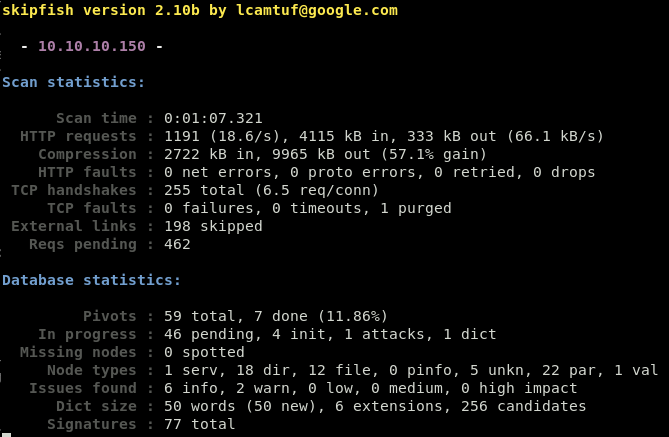 skipfish version 2.10b by lcamtuf@google.com
- 10.10.10.150 -
Scan statistics:
Scan time : 0:01:07.321
HTTP requests : 1191 (18.6/s), 4115 kB in, 333 kB out (66.1 kB/s)
Compression : 2722 kB in, 9965 kB out (57.1% gain)
HTTP faults : 0 net errors, 0 proto errors, 0 retried, 0 drops
TCP handshakes : 255 total (6.5 req/conn)
TCP faults : 0 failures, 0 timeouts, 1 purged
External links : 198 skipped
Reqs pending : 462
Database statistics:
Pivots : 59 total, 7 done (11.86%)
In progress : 46 pending, 4 init, 1 attacks, 1 dict
Missing nodes : 0 spotted
Node types : 1 serv, 18 dir, 12 file, 0 pinfo, 5 unkn, 22 par, 1 val
Issues found : 6 info, 2 warn, 0 low, 0 medium, 0 high impact
Dict size : 50 words (50 new), 6 extensions, 256 candidates
Signatures : 77 total